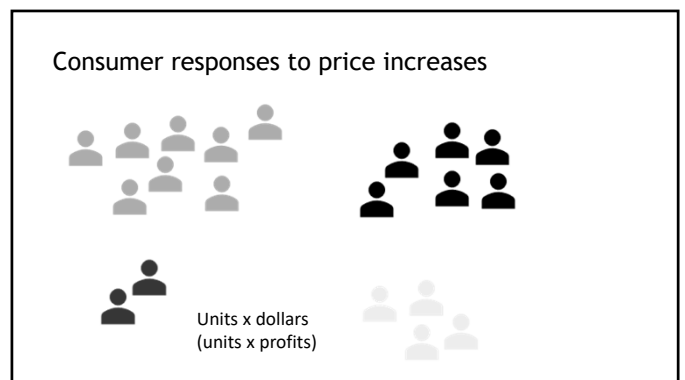 Consumer responses to price increases
Units x dollars
(units x profits)